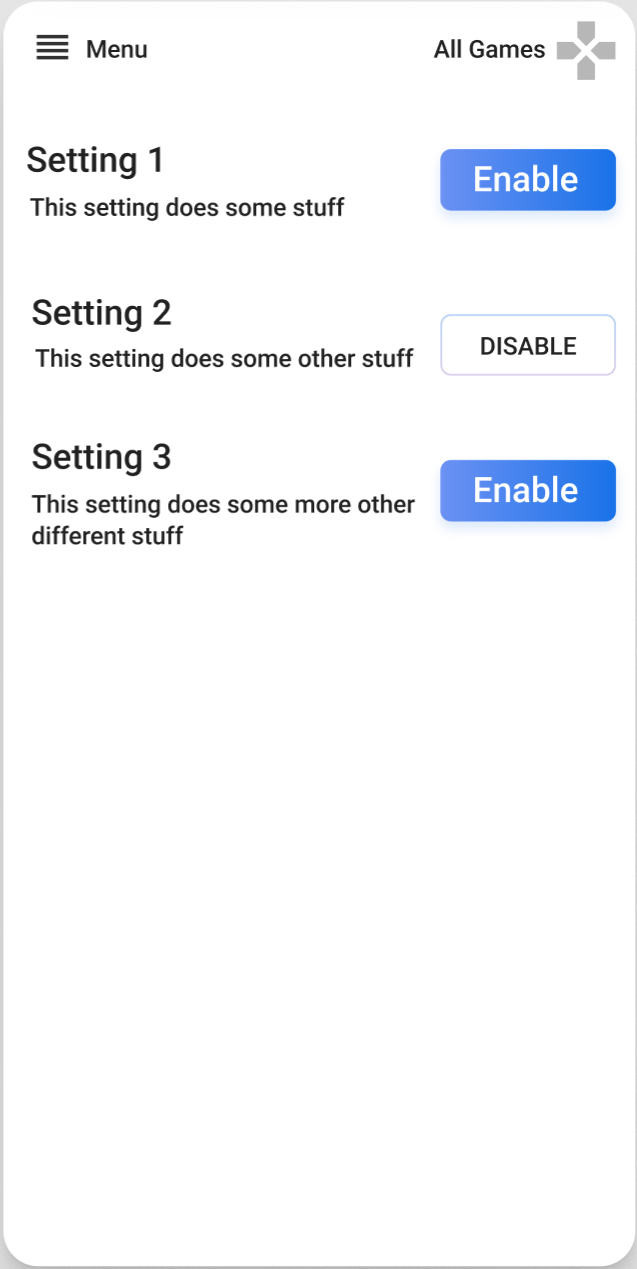 Menu
All Games
Setting 1
This setting does some stuff
Enable
Setting 2
This setting does some other stuff
DISABLE
Setting 3
This setting does some more other
different stuff
Enable